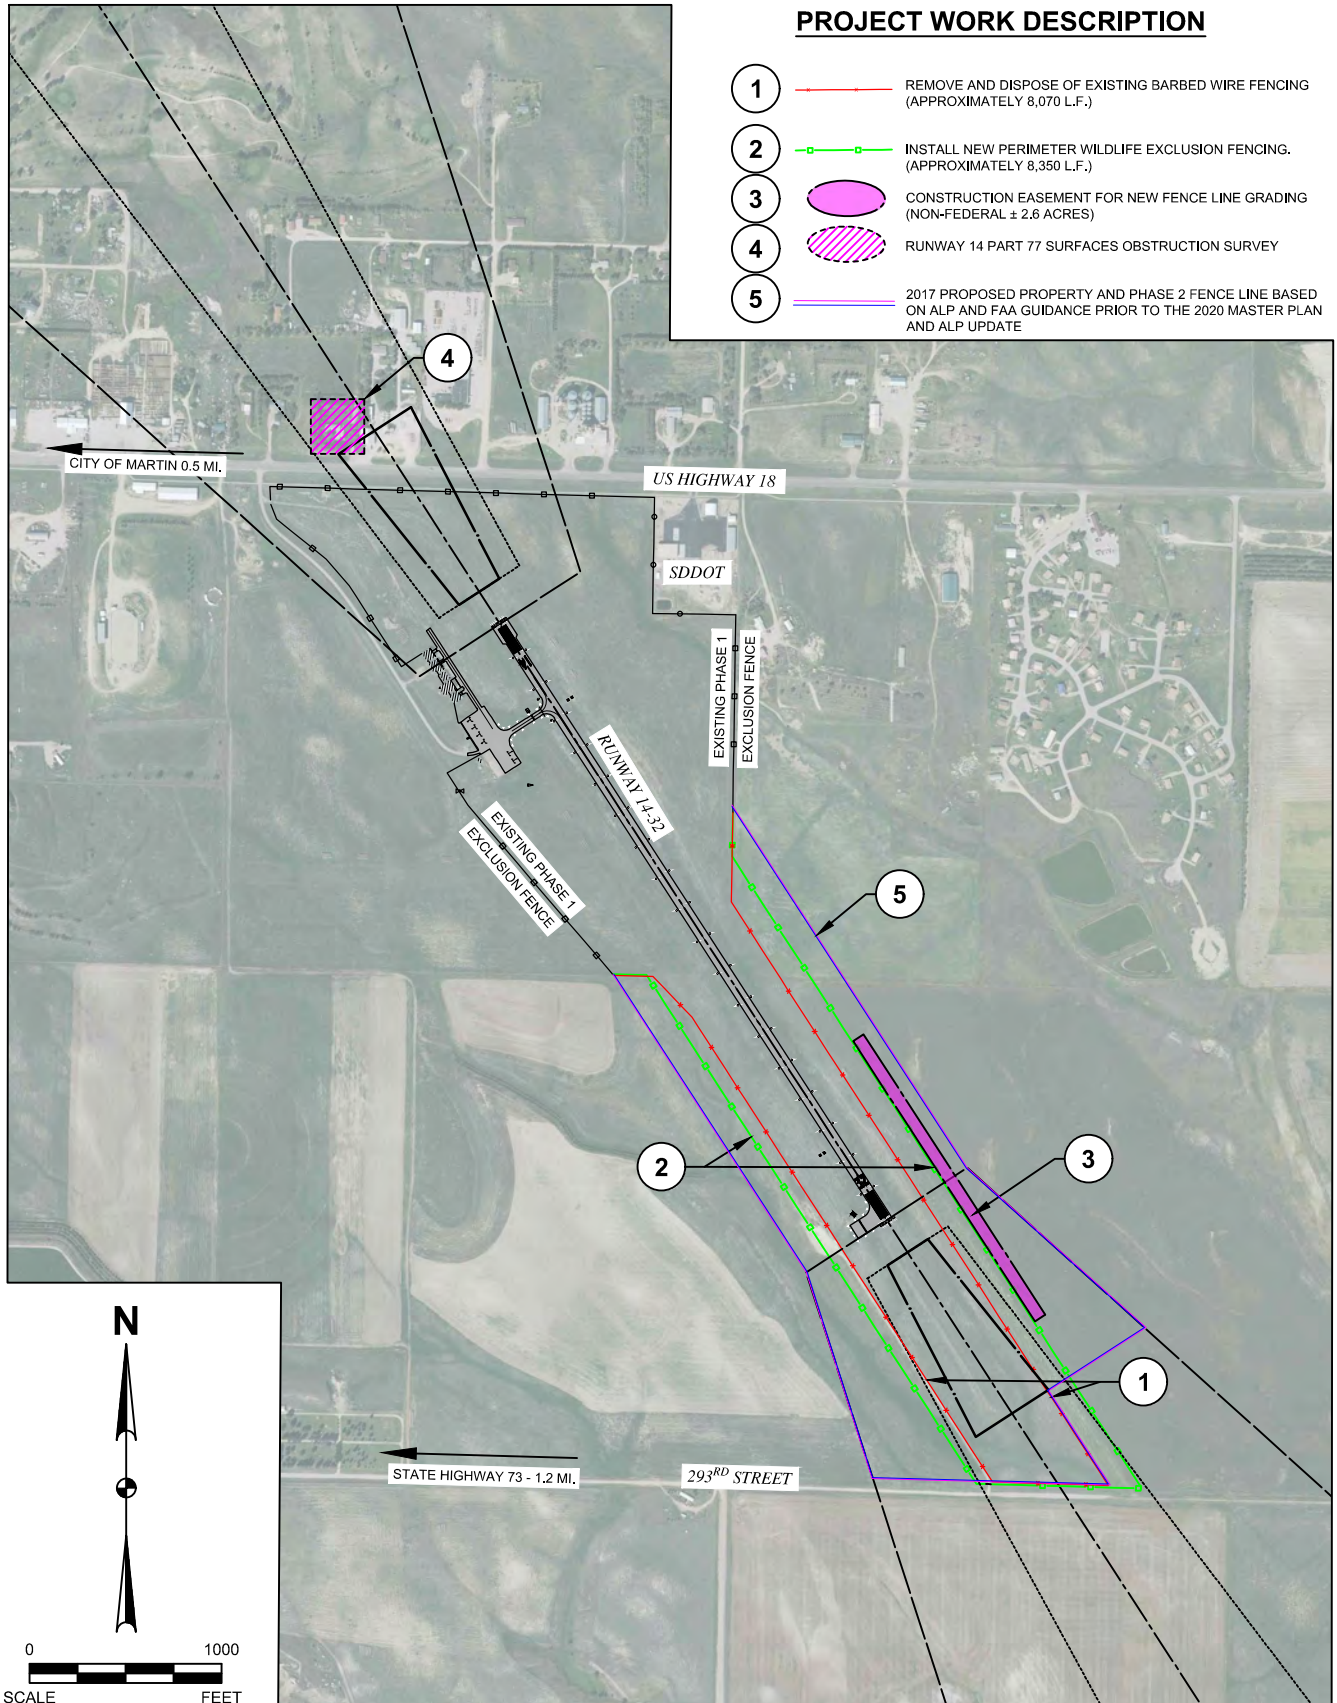 PROJECT WORK DESCRIPTION
1
REMOVE AND DISPOSE OF EXISTING BARBED WIRE FENCING
(APPROXIMATELY 8,070 L.F.)
2
INSTALL NEW PERIMETER WILDLIFE EXCLUSION FENCING.
(APPROXIMATELY 8,350 L.F.)
3
CONSTRUCTION EASEMENT FOR NEW FENCE LINE GRADING
(NON-FEDERAL ± 2.6 ACRES)
4
RUNWAY 14 PART 77 SURFACES OBSTRUCTION SURVEY
5
2017 PROPOSED PROPERTY AND PHASE 2 FENCE LINE BASED
ON ALP AND FAA GUIDANCE PRIOR TO THE 2020 MASTER PLAN
AND ALP UPDATE
4
CITY OF MARTIN 0.5 MI.
US HIGHWAY 18
SDDOT
EXISTING PHASE 1
EXCLUSION FENCE
RUNWAY 14-32
EXISTING PHASE 1
EXCLUSION FENCE
5
2
3
1
STATE HIGHWAY 73 - 1.2 MI.
293RD STREET
N
0 1000
SCALE FEET